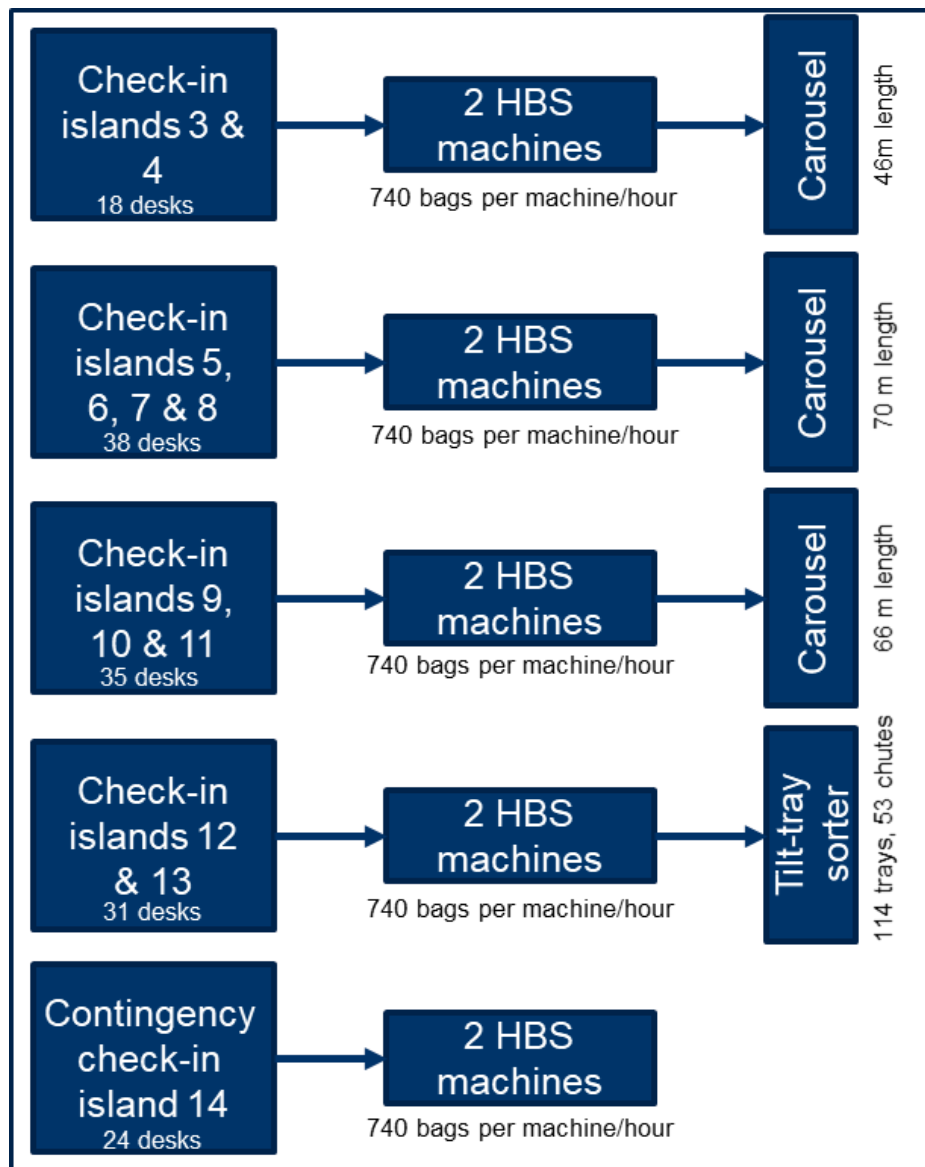 Check-in
islands 3 &
4
18 desks
2 HBS
machines
740 bags per machine/hour
Carousel
46m length
Check-in
islands 5,
6, 7 & 8
38 desks
2 HBS
machines
740 bags per machine/hour
Carousel
70 m length
Check-in
islands 9,
10 & 11
35 desks
2 HBS
machines
740 bags per machine/hour
Carousel
66 m length
Check-in
islands 12
& 13
31 desks
2 HBS
machines
740 bags per machine/hour
Tilt-tray
sorter
114 trays, 53 chutes
Contingency
check-in
island 14
24 desks
2 HBS
machines
740 bags per machine/hour